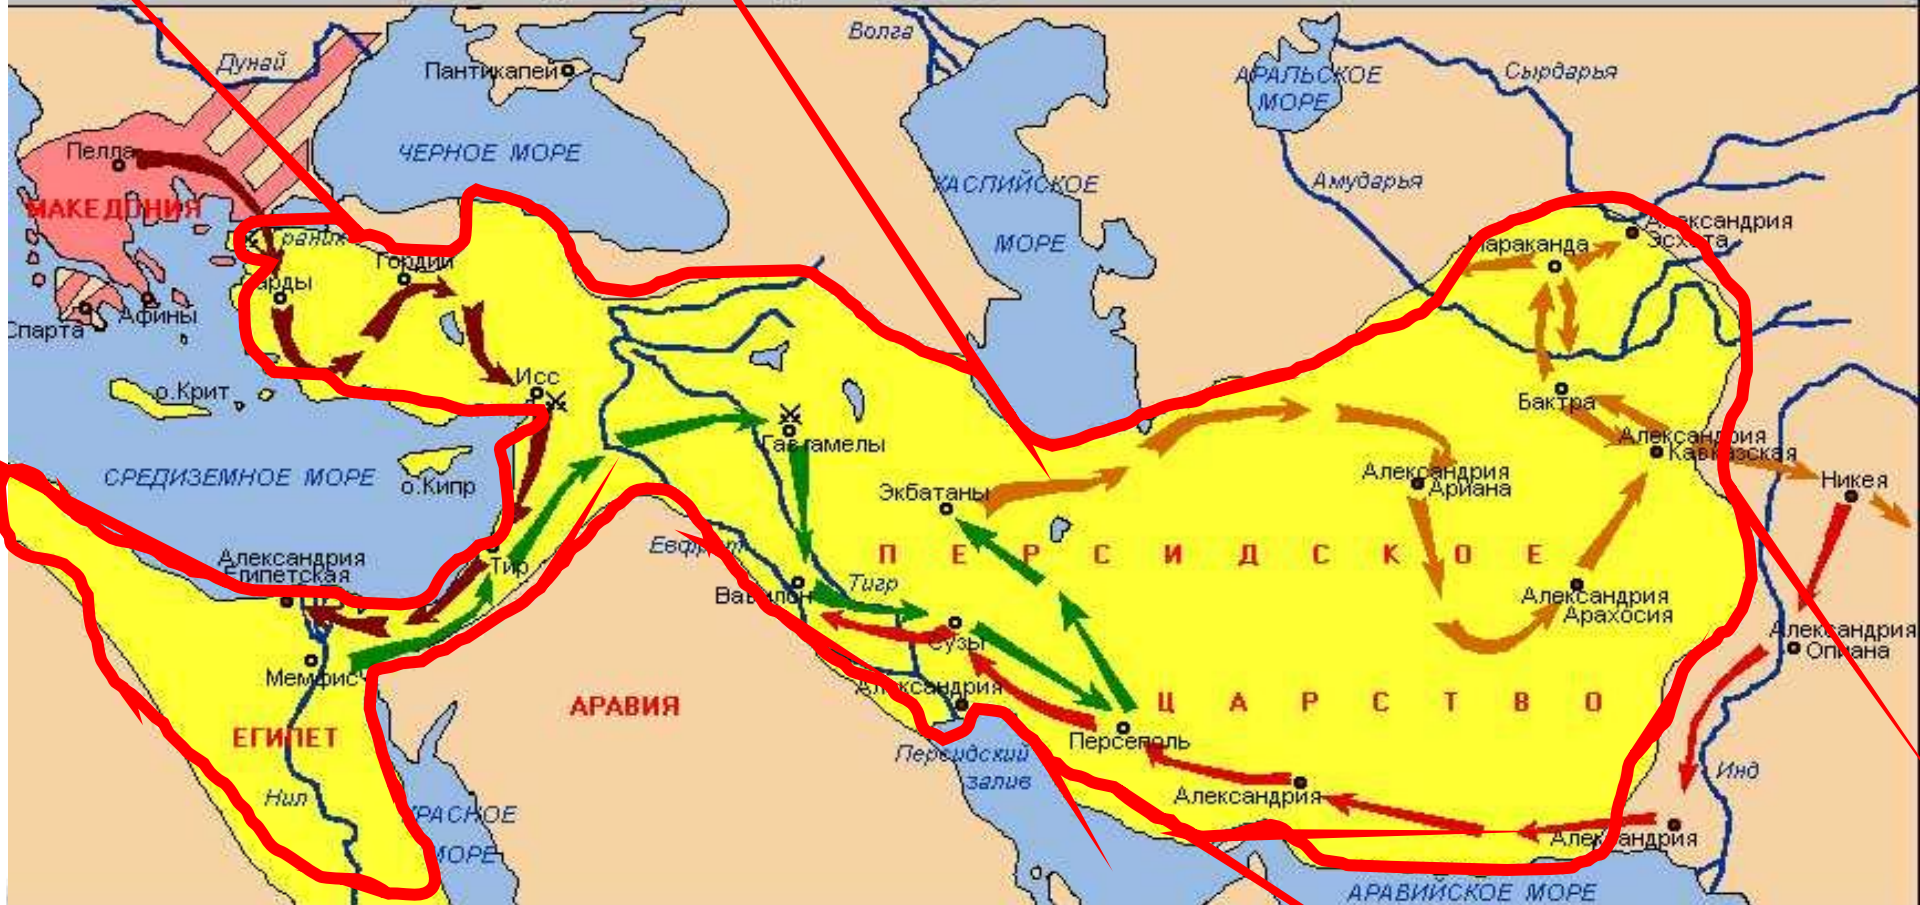 Волга
Дунай
Пантикапей
АРАЛЬСКОЕ
МОРЕ
Сырдарья
ЧЕРНОЕ МОРЕ
Пелла
КАСПИЙСКОЕ
МОРЕ
Амударья
МАКЕДОНИЯ
Александрия
Эсхата
Мараканда
Граник
Гордий
Сарды
Афины
Спарта
Исс
о.Крит
Бактра
Гавгамелы
Александрия
Кавказская
СРЕДИЗЕМНОЕ МОРЕ
о.Кипр
Экбатаны
Александрия
Ариана
Никея
Евфрат
ПЕРСИДСКОЕ
Александрия
Египетская
Тир
Вавилон
Тигр
Александрия
Арахосия
Сузы
Александрия
Опиана
Мемфис
Александрия
АРАВИЯ
ЦАРСТВО
ЕГИПЕТ
Персеполь
Персидский
залив
Инд
Нил
Александрия
КРАСНОЕ
МОРЕ
Александрия
АРАВИЙСКОЕ МОРЕ